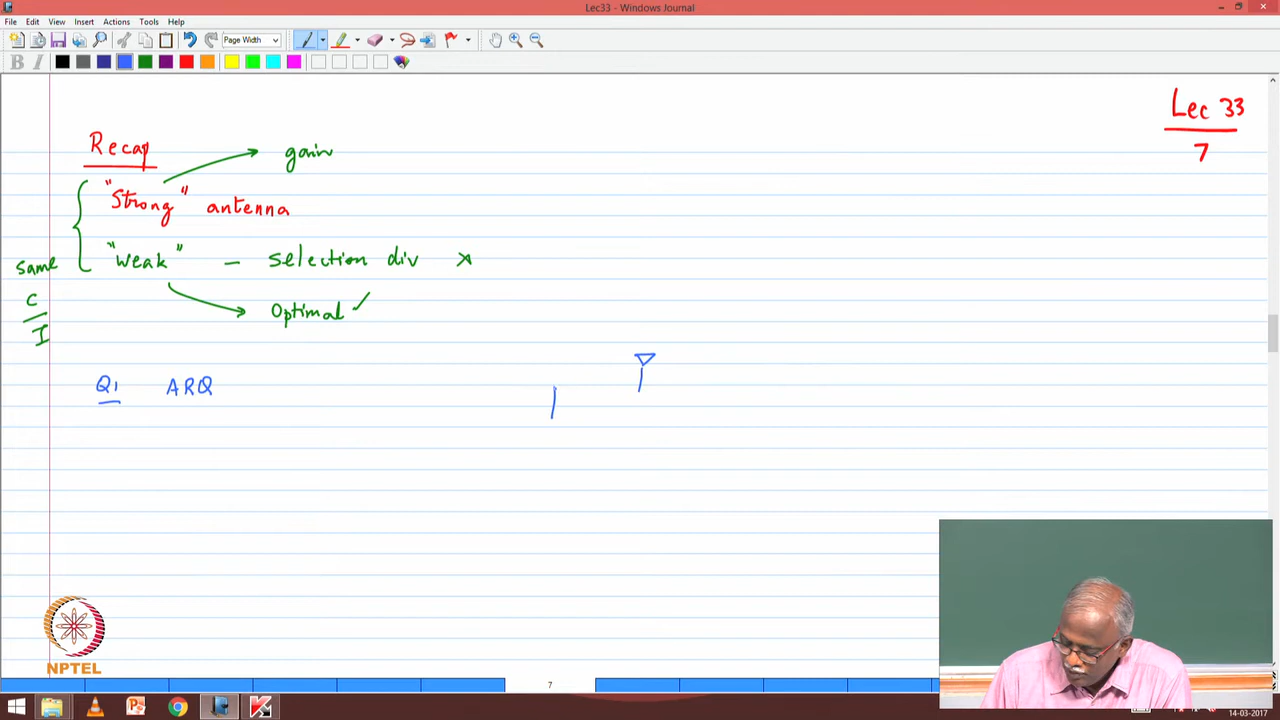 Lec33 - Windows Journal
File Edit View Insert Actions Tools Help
Page Width
B I
Lec 33
7
Recap
gain
"Strong" antenna
"weak" - selection div x
same
C
I
Optimal ✓
Q1 ARQ
NPTEL
7
14-03-2017